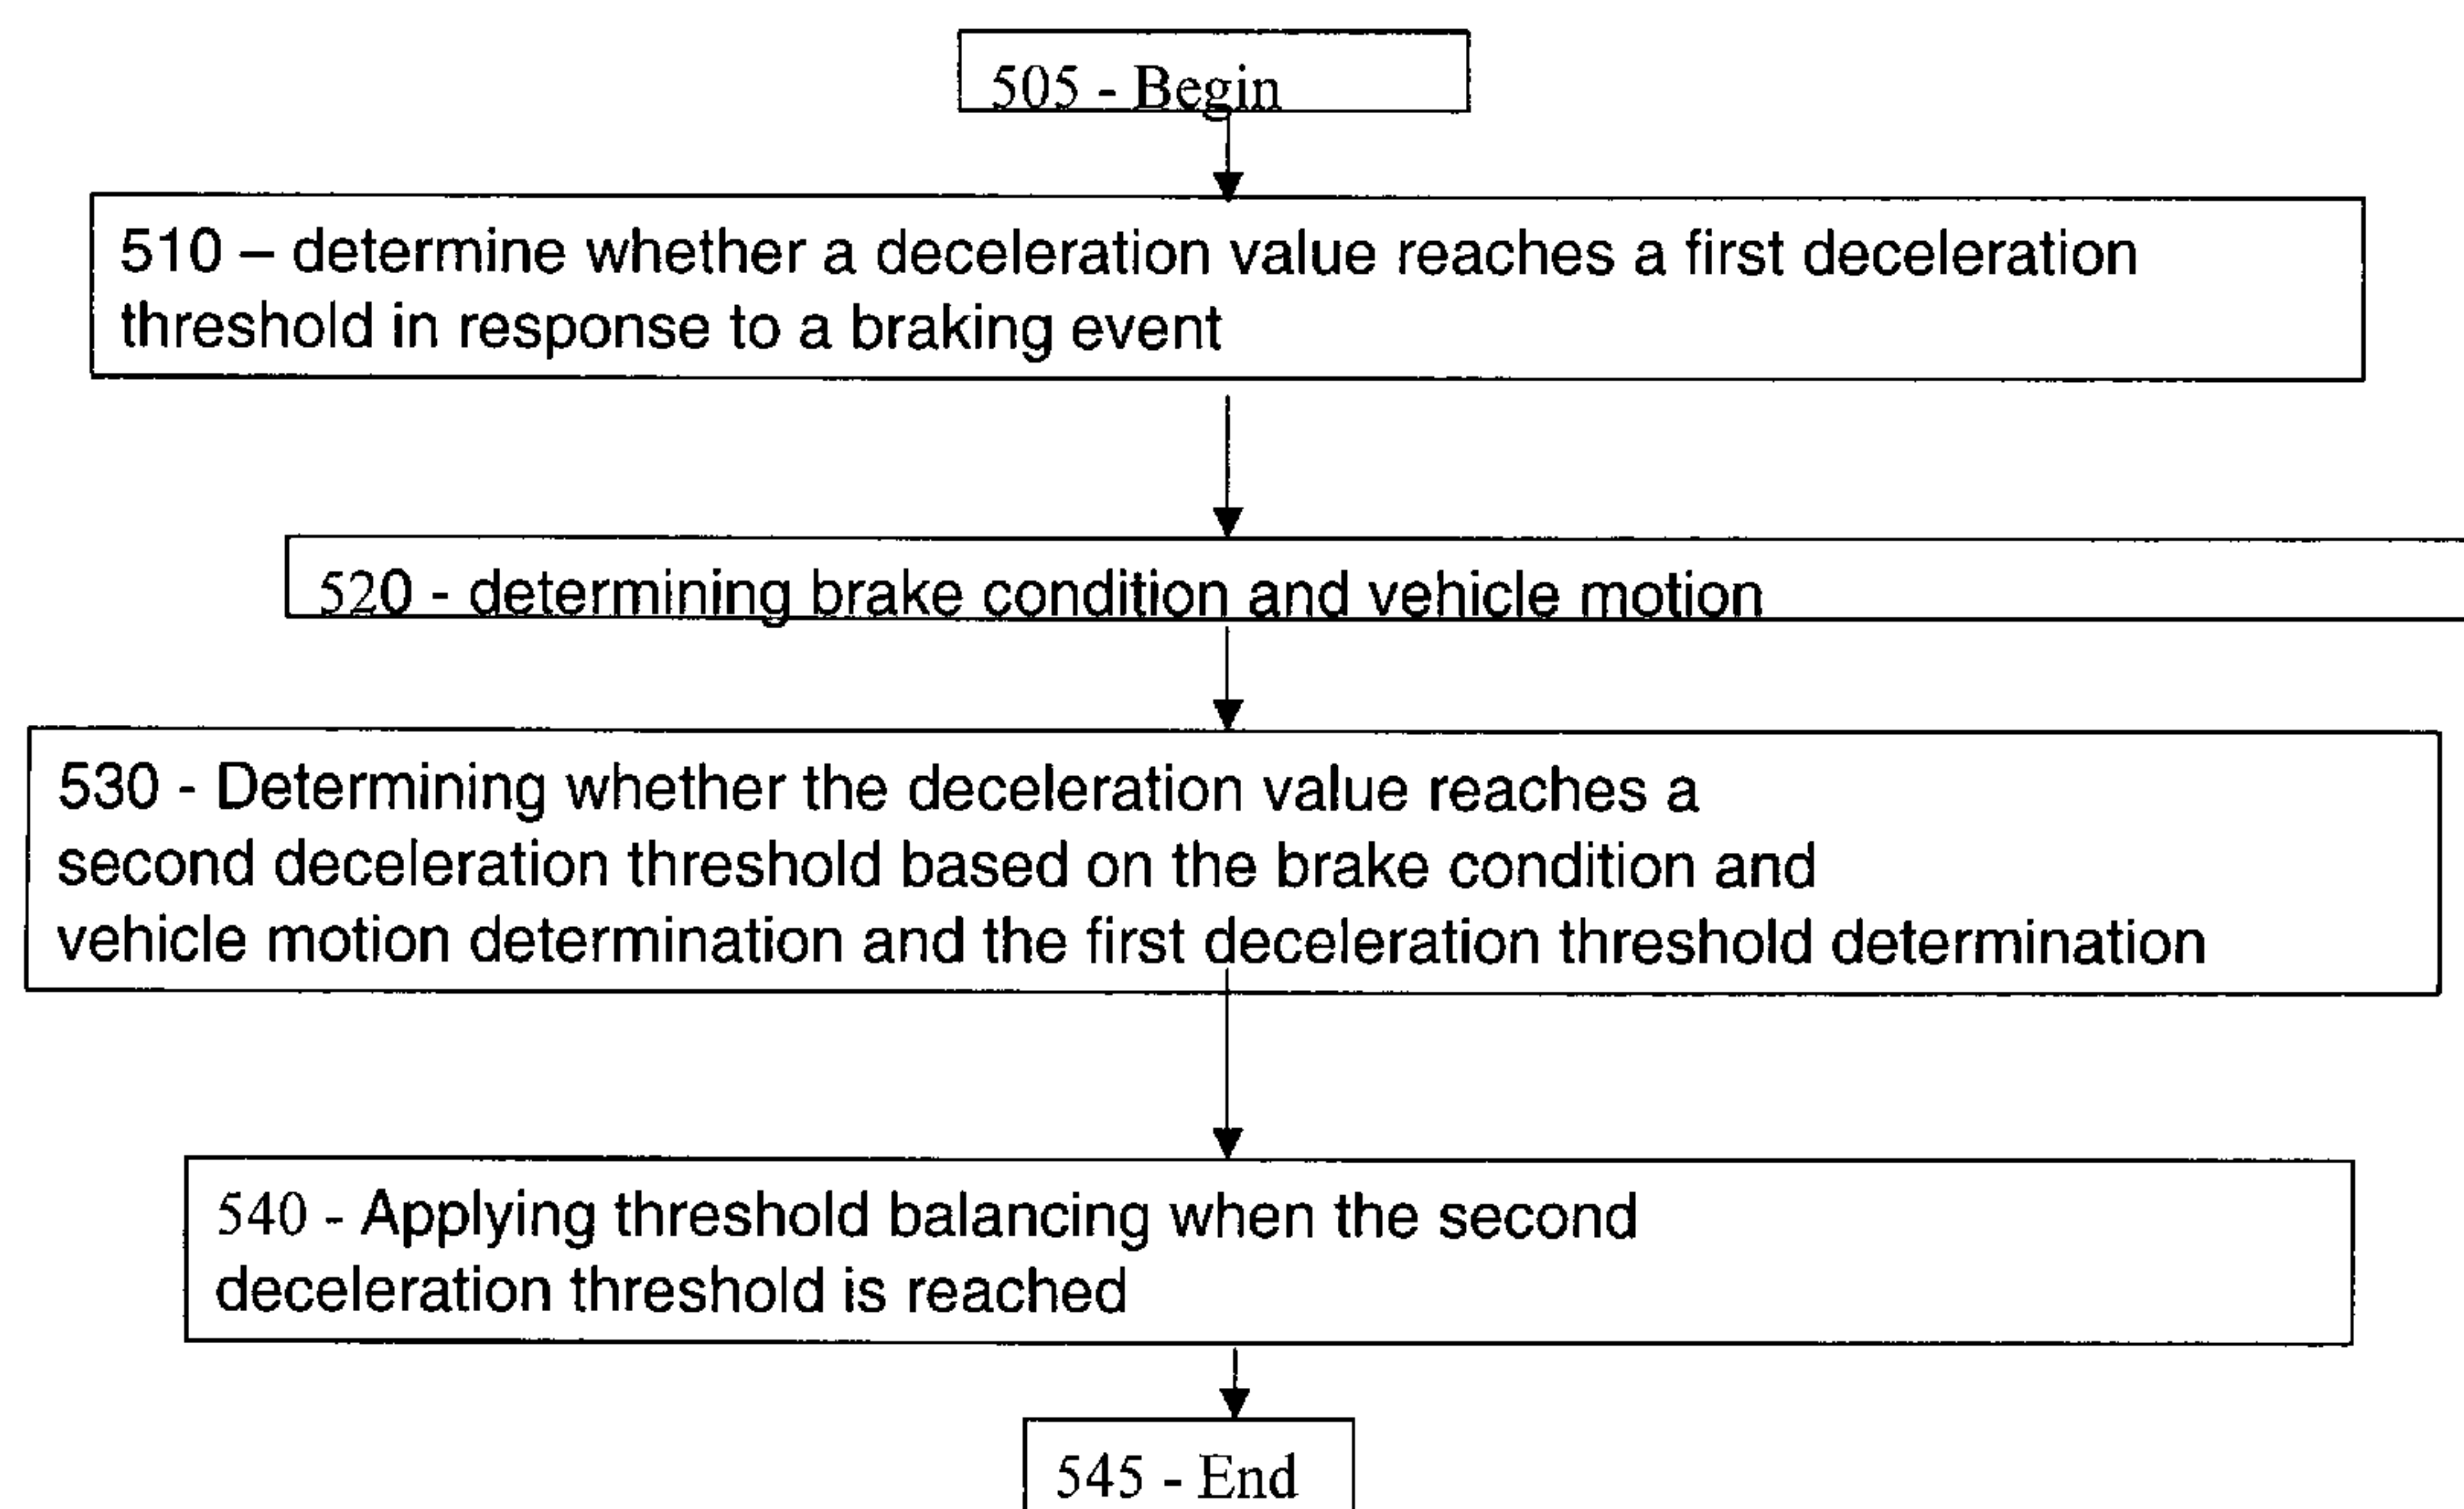 505 - Begin
510 – determine whether a deceleration value reaches a first deceleration
threshold in response to a braking event
520 - determining brake condition and vehicle motion
530 - Determining whether the deceleration value reaches a
second deceleration threshold based on the brake condition and
vehicle motion determination and the first deceleration threshold determination
540 - Applying threshold balancing when the second
deceleration threshold is reached
545 - End